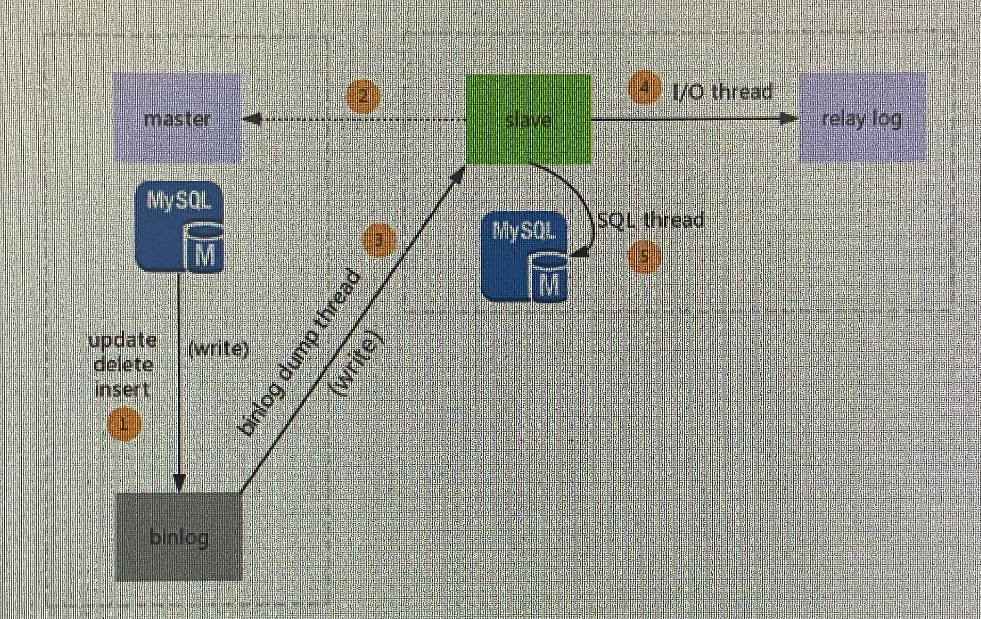 2
4
I/O thread
master
slave
relay log
MySQL
M
3
MySQL
M
SQL thread
5
binlog dump thread
(write)
update
delete
insert
(write)
1
binlog